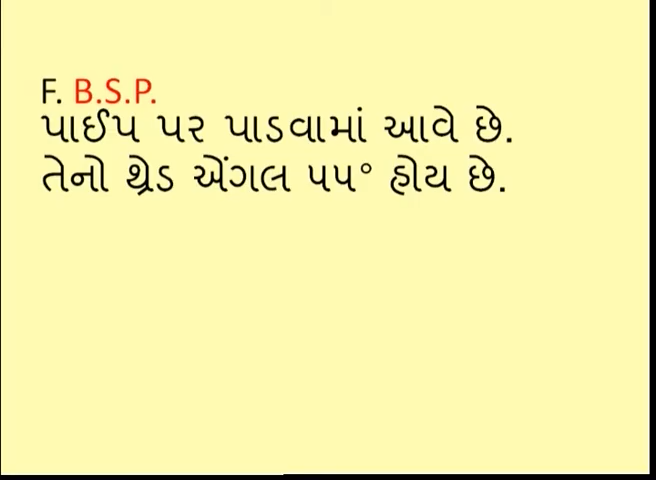 F. B.S.P.
પાઈપ પર પાડવામાં આવે છે.
તેનો થ્રેડ એંગલ ૫૫° હોય છે.